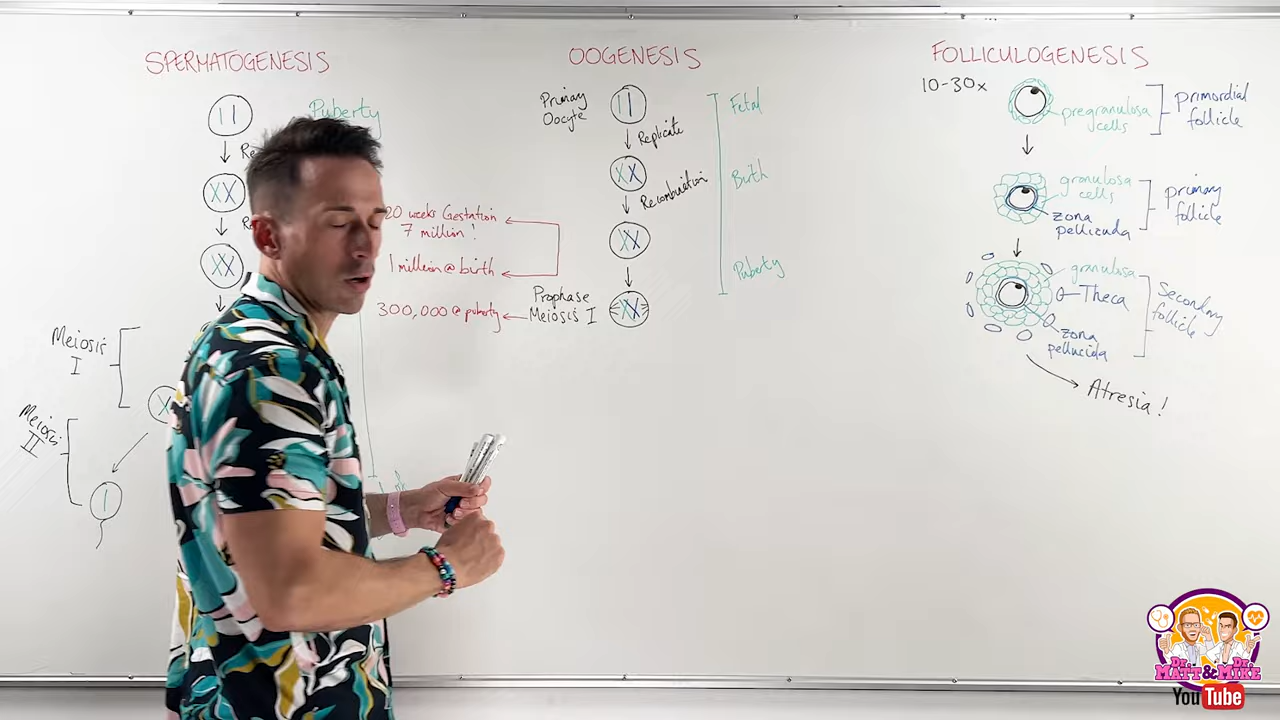 SPERMATOGENESIS
Puberty
Meiosis
I
Meiosis
II
OOGENESIS
Primary
Oocyte
Replicate
Recombination
Fetal
Birth
Puberty
20 weeks Gestation
7 million!
1 million @ birth
300,000 @ puberty
Prophase
Meiosis I
FOLLICULOGENESIS
10-30x
pregranulosa
cells
primordial
follicle
granulosa
cells
zona
pellucida
primary
follicle
granulosa
Theca
zona
pellucida
Secondary
follicle
Atresia!
DR. MATT & DR. MIKE
YouTube